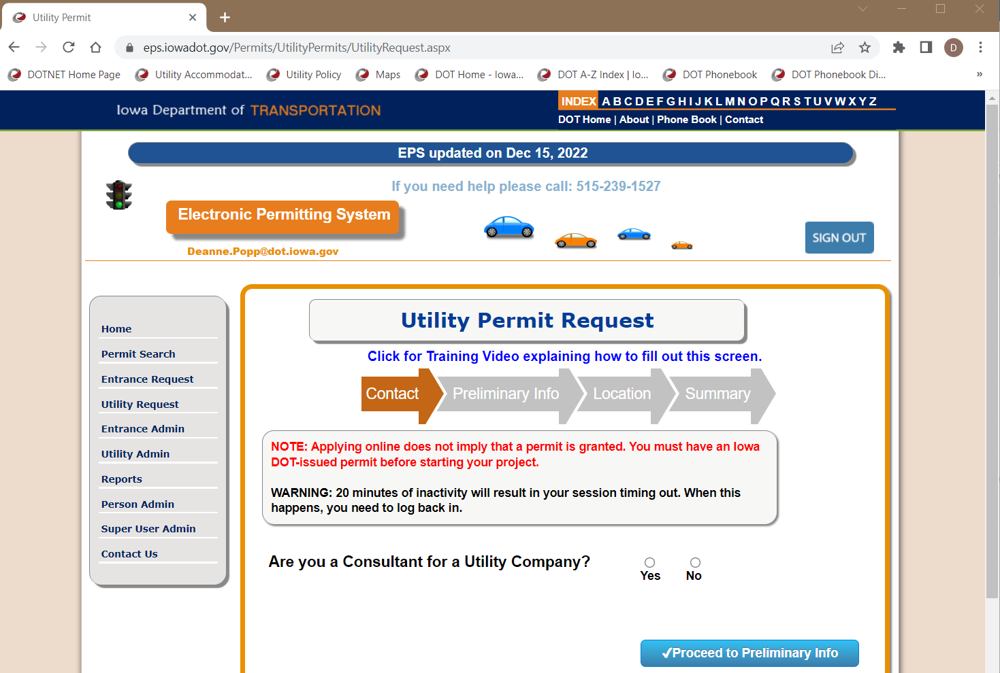 Utility Permit
eps.iowadot.gov/Permits/UtilityPermits/UtilityRequest.aspx
D
DOTNET Home Page
Utility Accommodat...
Utility Policy
Maps
DOT Home - Iowa...
DOT A-Z Index | Io...
DOT Phonebook
DOT Phonebook Di...
»
Iowa Department of TRANSPORTATION
INDEX A B C D E F G H I J K L M N O P Q R S T U V W X Y Z
DOT Home | About | Phone Book | Contact
EPS updated on Dec 15, 2022
If you need help please call: 515-239-1527
Electronic Permitting System
SIGN OUT
Deanne.Popp@dot.iowa.gov
Home
Permit Search
Entrance Request
Utility Request
Entrance Admin
Utility Admin
Reports
Person Admin
Super User Admin
Contact Us
Utility Permit Request
Click for Training Video explaining how to fill out this screen.
Contact
Preliminary Info
Location
Summary
NOTE: Applying online does not imply that a permit is granted. You must have an Iowa
DOT-issued permit before starting your project.
WARNING: 20 minutes of inactivity will result in your session timing out. When this
happens, you need to log back in.
Are you a Consultant for a Utility Company?
Yes
No
✓Proceed to Preliminary Info